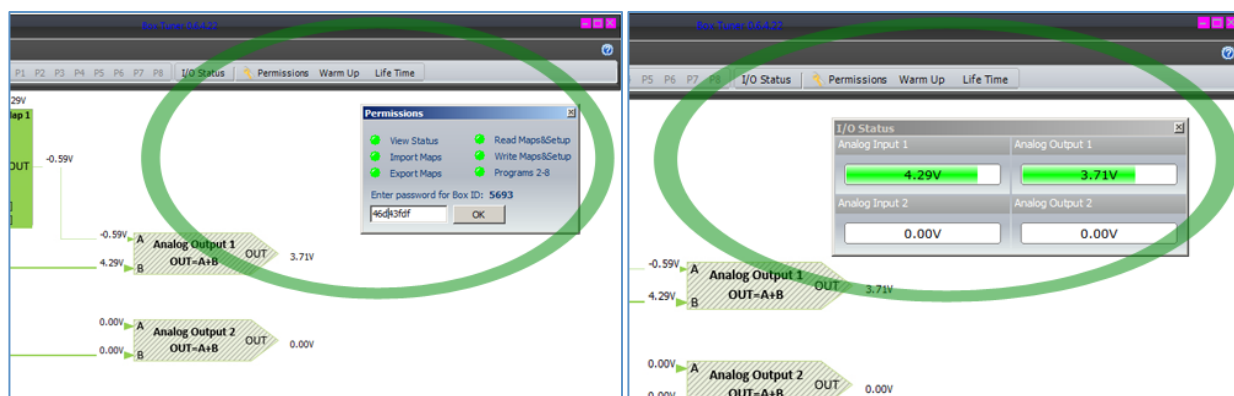 Box Tuner 0.6.4.22
P1 P2 P3 P4 P5 P6 P7 P8 I/O Status Permissions Warm Up Life Time
29V
ap 1
OUT
-0.59V
Permissions
View Status Read Maps&Setup
Import Maps Write Maps&Setup
Export Maps Programs 2-8
Enter password for Box ID: 5693
46d43fdf OK
-0.59V A Analog Output 1 OUT 3.71V
4.29V B OUT=A+B
0.00V A Analog Output 2 OUT 0.00V
0.00V B OUT=A+B
Box Tuner 0.6.4.22
P5 P6 P7 P8 I/O Status Permissions Warm Up Life Time
I/O Status
Analog Input 1 Analog Output 1
4.29V 3.71V
Analog Input 2 Analog Output 2
0.00V 0.00V
-0.59V A Analog Output 1 OUT 3.71V
4.29V B OUT=A+B
0.00V A Analog Output 2 OUT 0.00V
0.00V B OUT=A+B